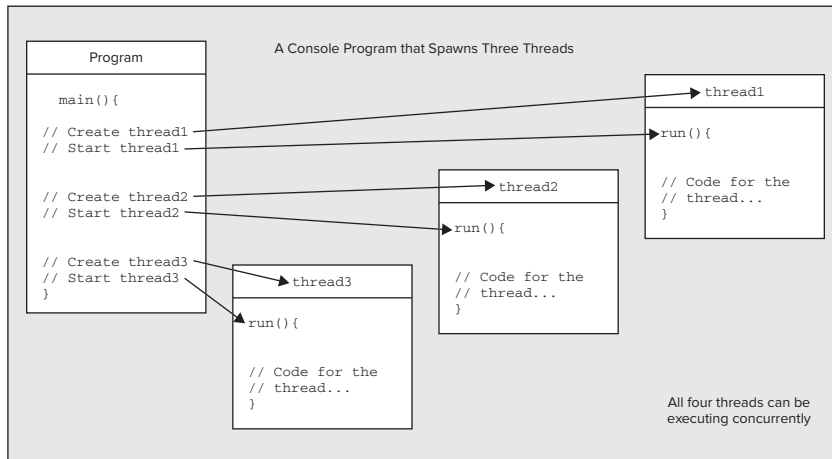 A Console Program that Spawns Three Threads
Program
main(){
// Create thread1
// Start thread1
// Create thread2
// Start thread2
// Create thread3
// Start thread3
}
thread1
run(){
// Code for the
// thread...
}
thread2
run(){
// Code for the
// thread...
}
thread3
run(){
// Code for the
// thread...
}
All four threads can be
executing concurrently